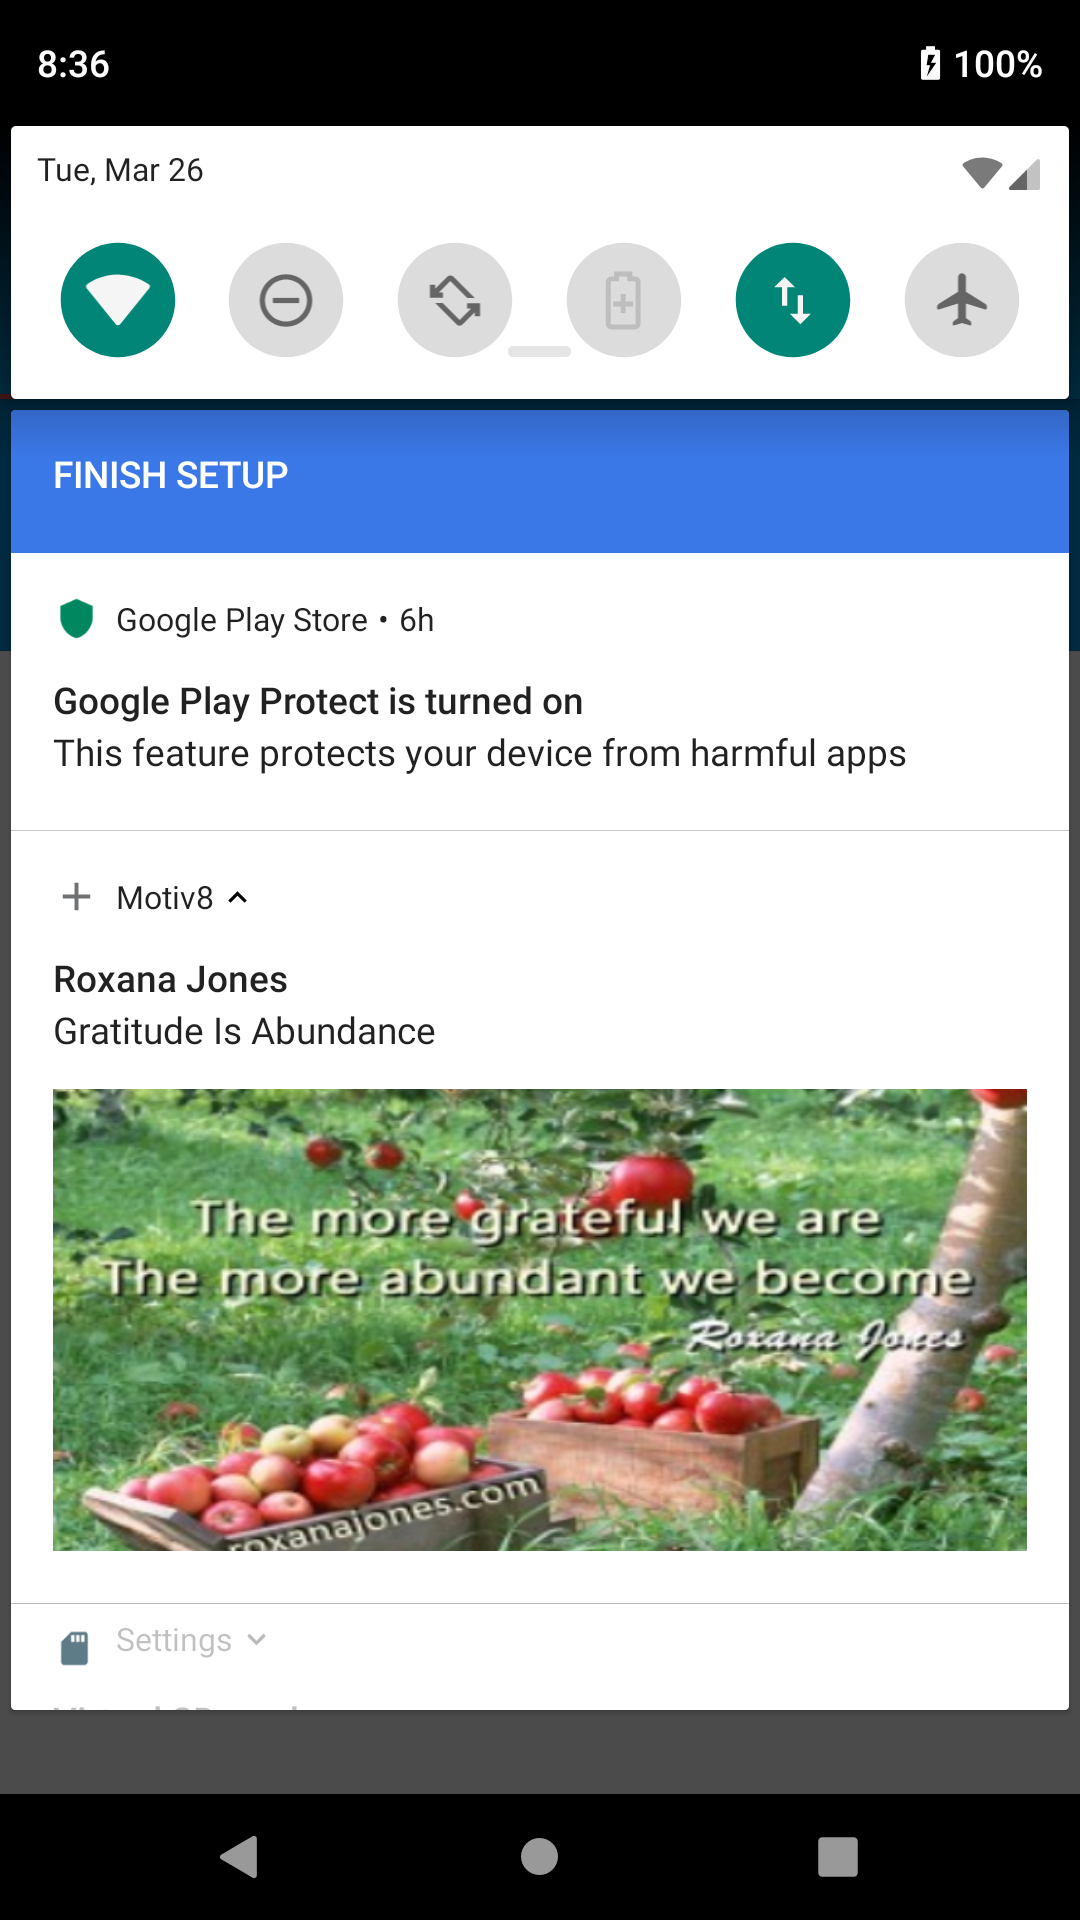 8:36
100%
Tue, Mar 26
FINISH SETUP
Google Play Store • 6h
Google Play Protect is turned on
This feature protects your device from harmful apps
Motiv8
Roxana Jones
Gratitude Is Abundance
The more grateful we are
The more abundant we become
Roxana Jones
roxanajones.com
Settings